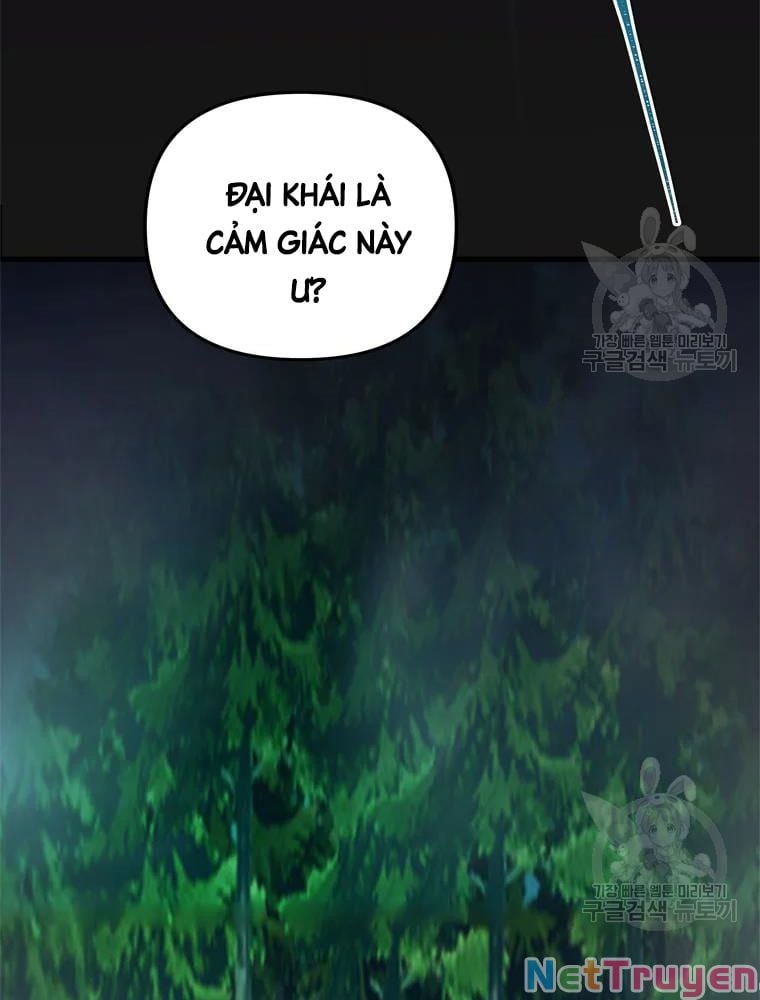 ĐẠI KHÁI LÀ
CẢM GIÁC NÀY
Ư?
가장 빠른 웹툰 미리보기
구글검색 뉴토끼
가장 빠른 웹툰 미리보기
구글검색 뉴토끼
NetTruyen